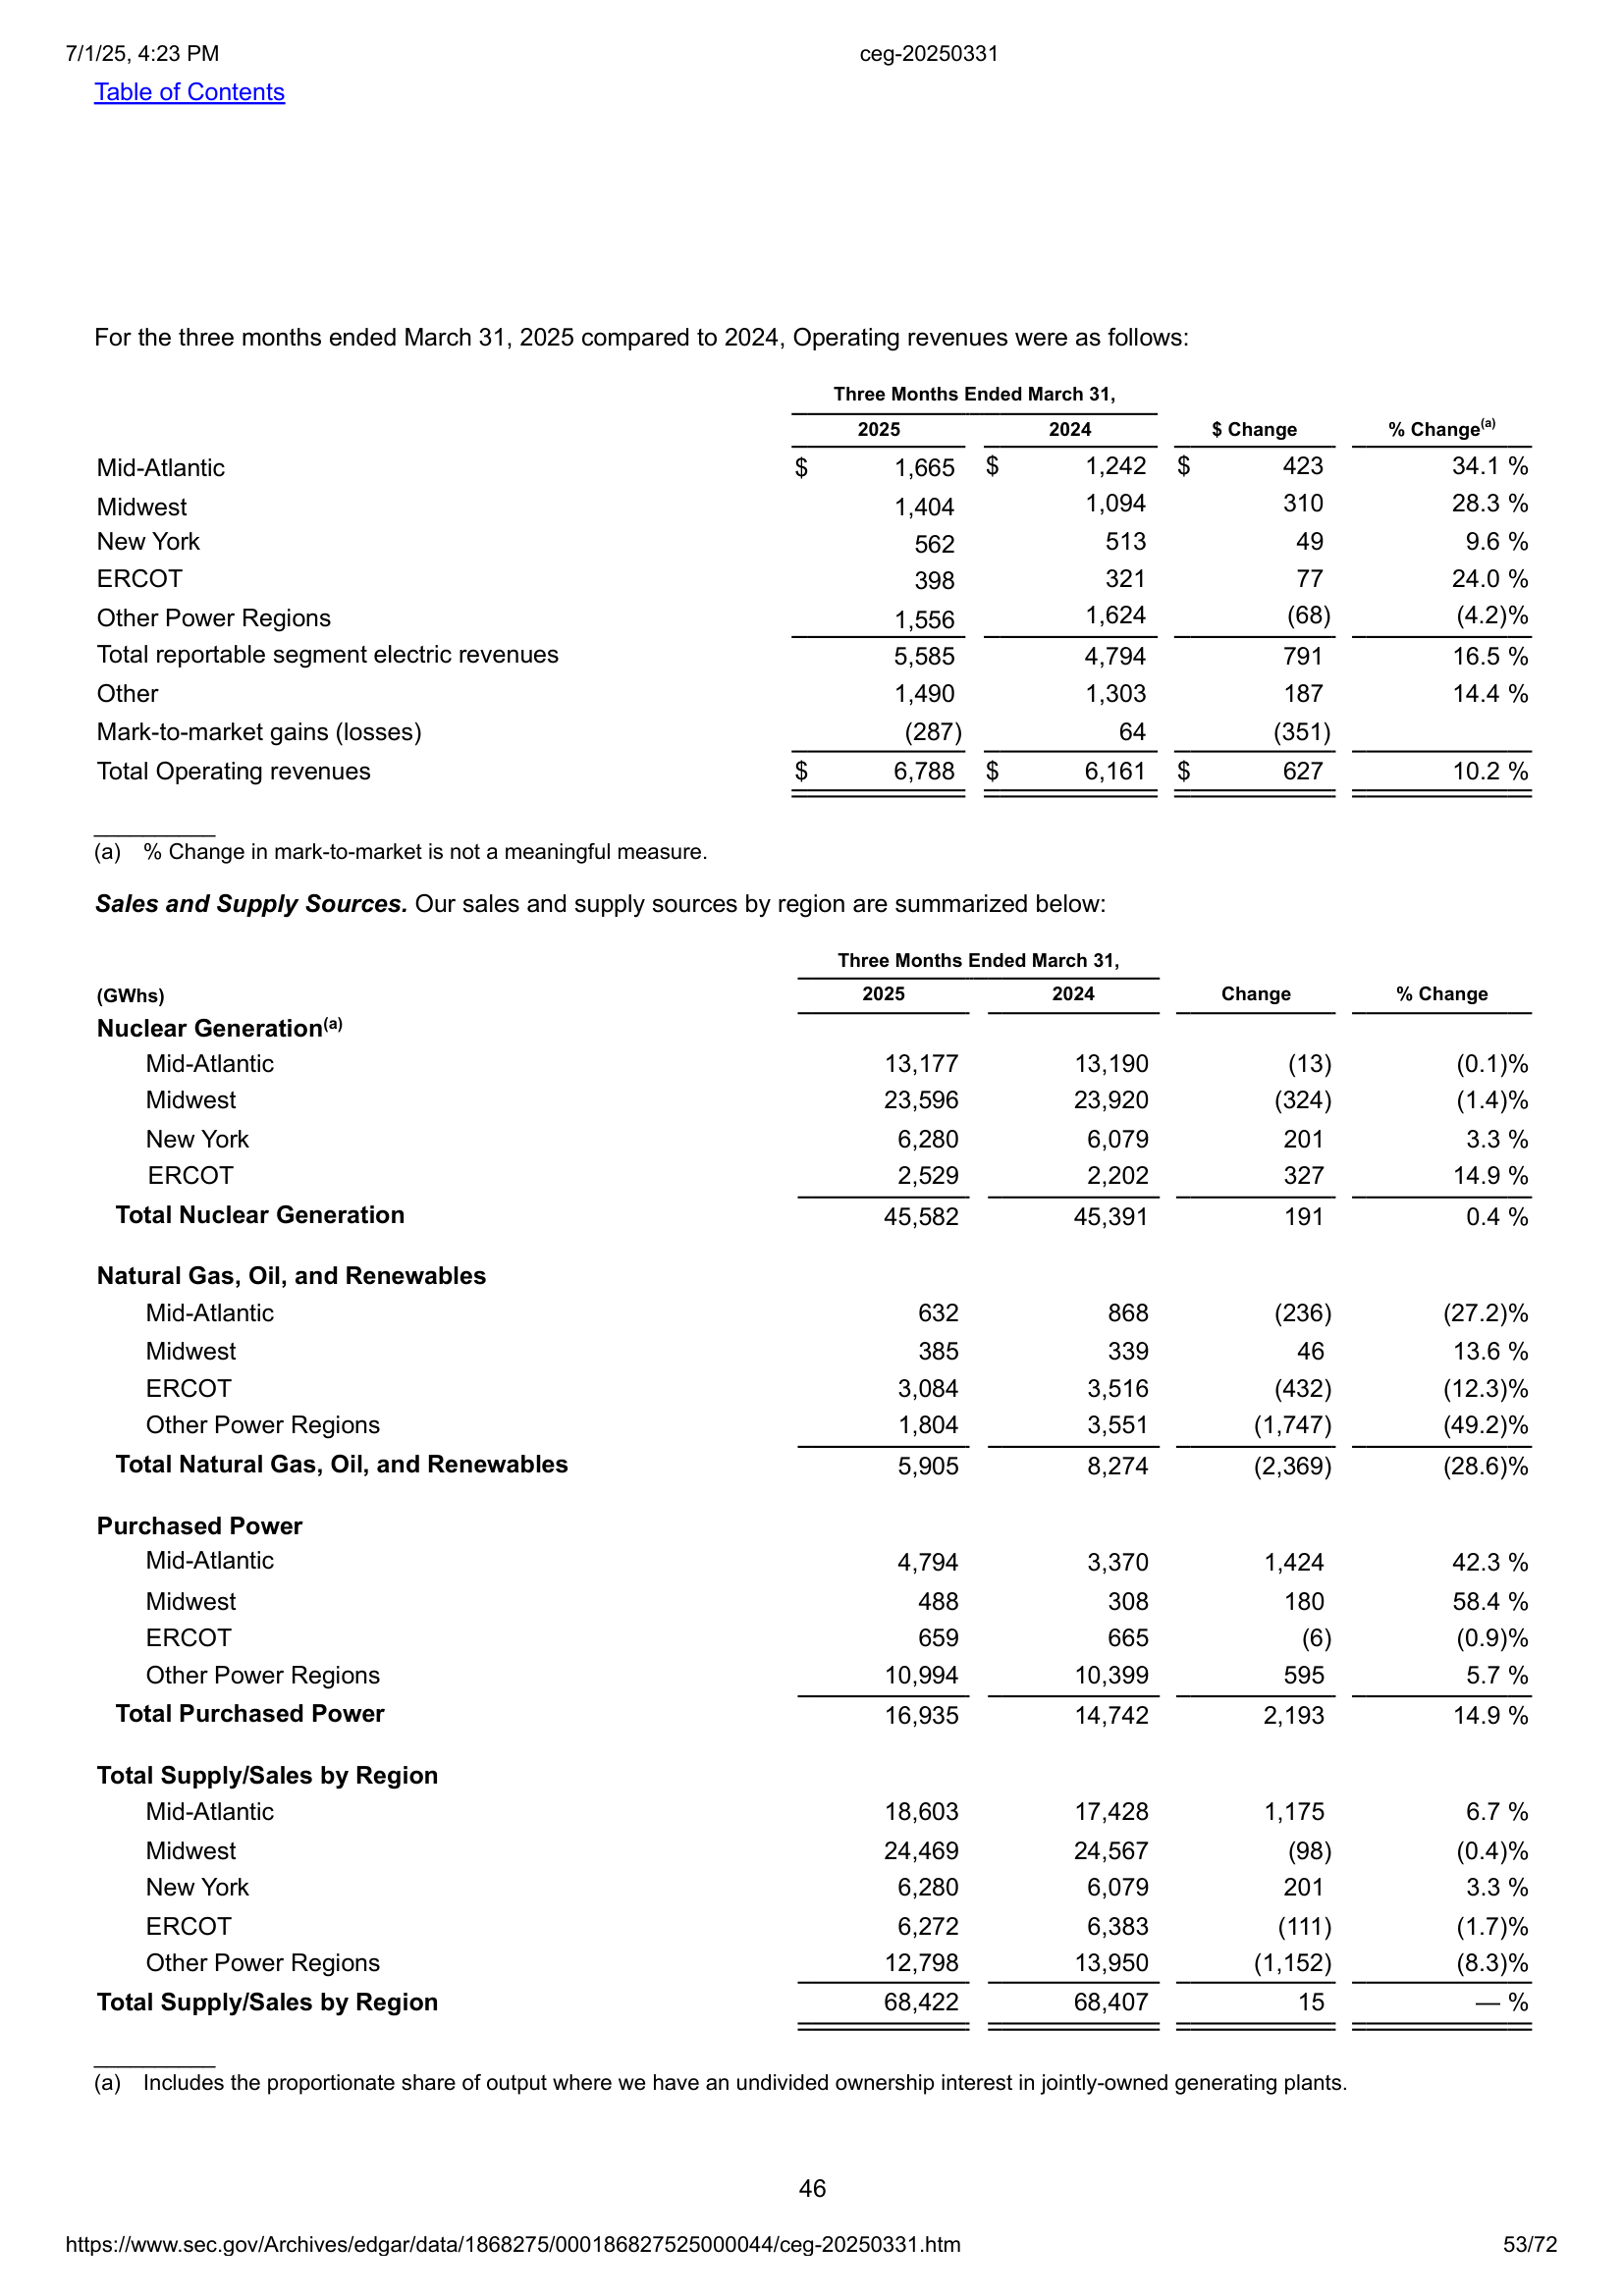 7/1/25, 4:23 PM ceg-20250331
Table of Contents
For the three months ended March 31, 2025 compared to 2024, Operating revenues were as follows:
Three Months Ended March 31,
2025 2024 $ Change % Change(a)
Mid-Atlantic $ 1,665 $ 1,242 $ 423 34.1 %
Midwest 1,404 1,094 310 28.3 %
New York 562 513 49 9.6 %
ERCOT 398 321 77 24.0 %
Other Power Regions 1,556 1,624 (68) (4.2)%
Total reportable segment electric revenues 5,585 4,794 791 16.5 %
Other 1,490 1,303 187 14.4 %
Mark-to-market gains (losses) (287) 64 (351)
Total Operating revenues $ 6,788 $ 6,161 $ 627 10.2 %
__________
(a) % Change in mark-to-market is not a meaningful measure.
Sales and Supply Sources. Our sales and supply sources by region are summarized below:
Three Months Ended March 31,
(GWhs) 2025 2024 Change % Change
Nuclear Generation(a)
Mid-Atlantic 13,177 13,190 (13) (0.1)%
Midwest 23,596 23,920 (324) (1.4)%
New York 6,280 6,079 201 3.3 %
ERCOT 2,529 2,202 327 14.9 %
Total Nuclear Generation 45,582 45,391 191 0.4 %
Natural Gas, Oil, and Renewables
Mid-Atlantic 632 868 (236) (27.2)%
Midwest 385 339 46 13.6 %
ERCOT 3,084 3,516 (432) (12.3)%
Other Power Regions 1,804 3,551 (1,747) (49.2)%
Total Natural Gas, Oil, and Renewables 5,905 8,274 (2,369) (28.6)%
Purchased Power
Mid-Atlantic 4,794 3,370 1,424 42.3 %
Midwest 488 308 180 58.4 %
ERCOT 659 665 (6) (0.9)%
Other Power Regions 10,994 10,399 595 5.7 %
Total Purchased Power 16,935 14,742 2,193 14.9 %
Total Supply/Sales by Region
Mid-Atlantic 18,603 17,428 1,175 6.7 %
Midwest 24,469 24,567 (98) (0.4)%
New York 6,280 6,079 201 3.3 %
ERCOT 6,272 6,383 (111) (1.7)%
Other Power Regions 12,798 13,950 (1,152) (8.3)%
Total Supply/Sales by Region 68,422 68,407 15 — %
__________
(a) Includes the proportionate share of output where we have an undivided ownership interest in jointly-owned generating plants.
46
https://www.sec.gov/Archives/edgar/data/1868275/000186827525000044/ceg-20250331.htm 53/72